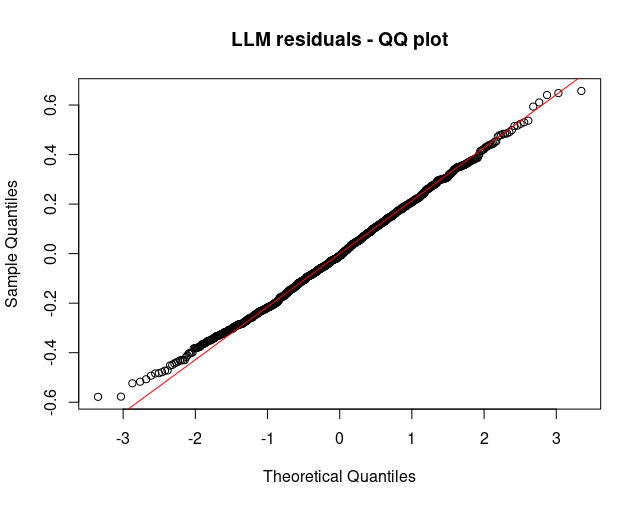 LLM residuals - QQ plot
Sample Quantiles
0.6
0.4
0.2
0.0
-0.2
-0.4
-0.6
-3 -2 -1 0 1 2 3
Theoretical Quantiles